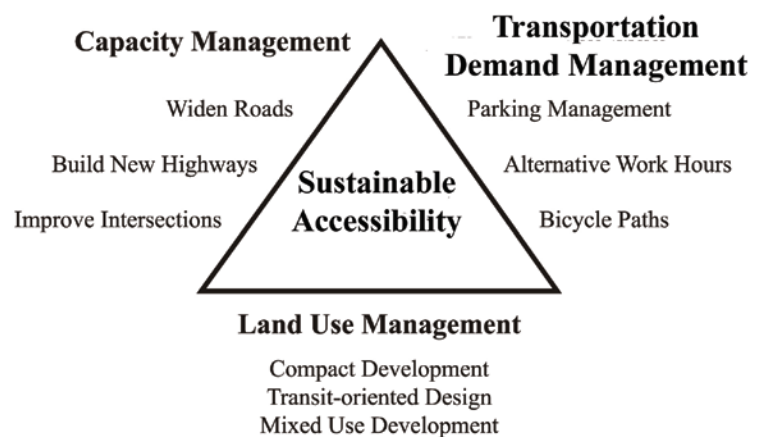 Capacity Management
Transportation
Demand Management
Widen Roads
Parking Management
Build New Highways
Alternative Work Hours
Sustainable
Accessibility
Improve Intersections
Bicycle Paths
Land Use Management
Compact Development
Transit-oriented Design
Mixed Use Development